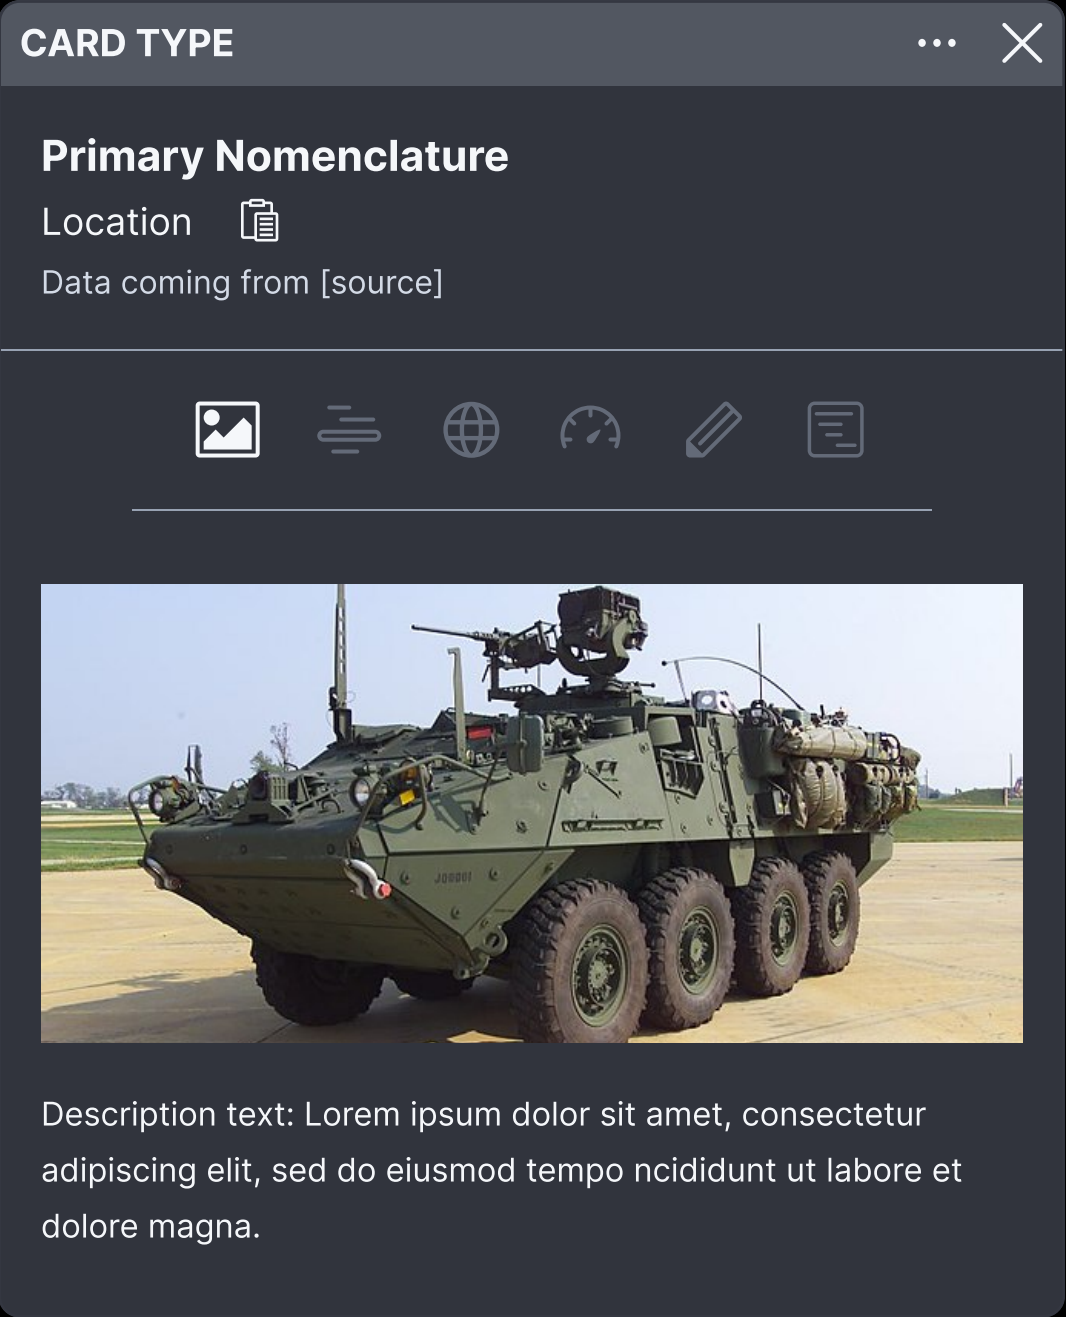 CARD TYPE
Primary Nomenclature
Location
Data coming from [source]
Description text: Lorem ipsum dolor sit amet, consectetur
adipiscing elit, sed do eiusmod tempo ncididunt ut labore et
dolore magna.